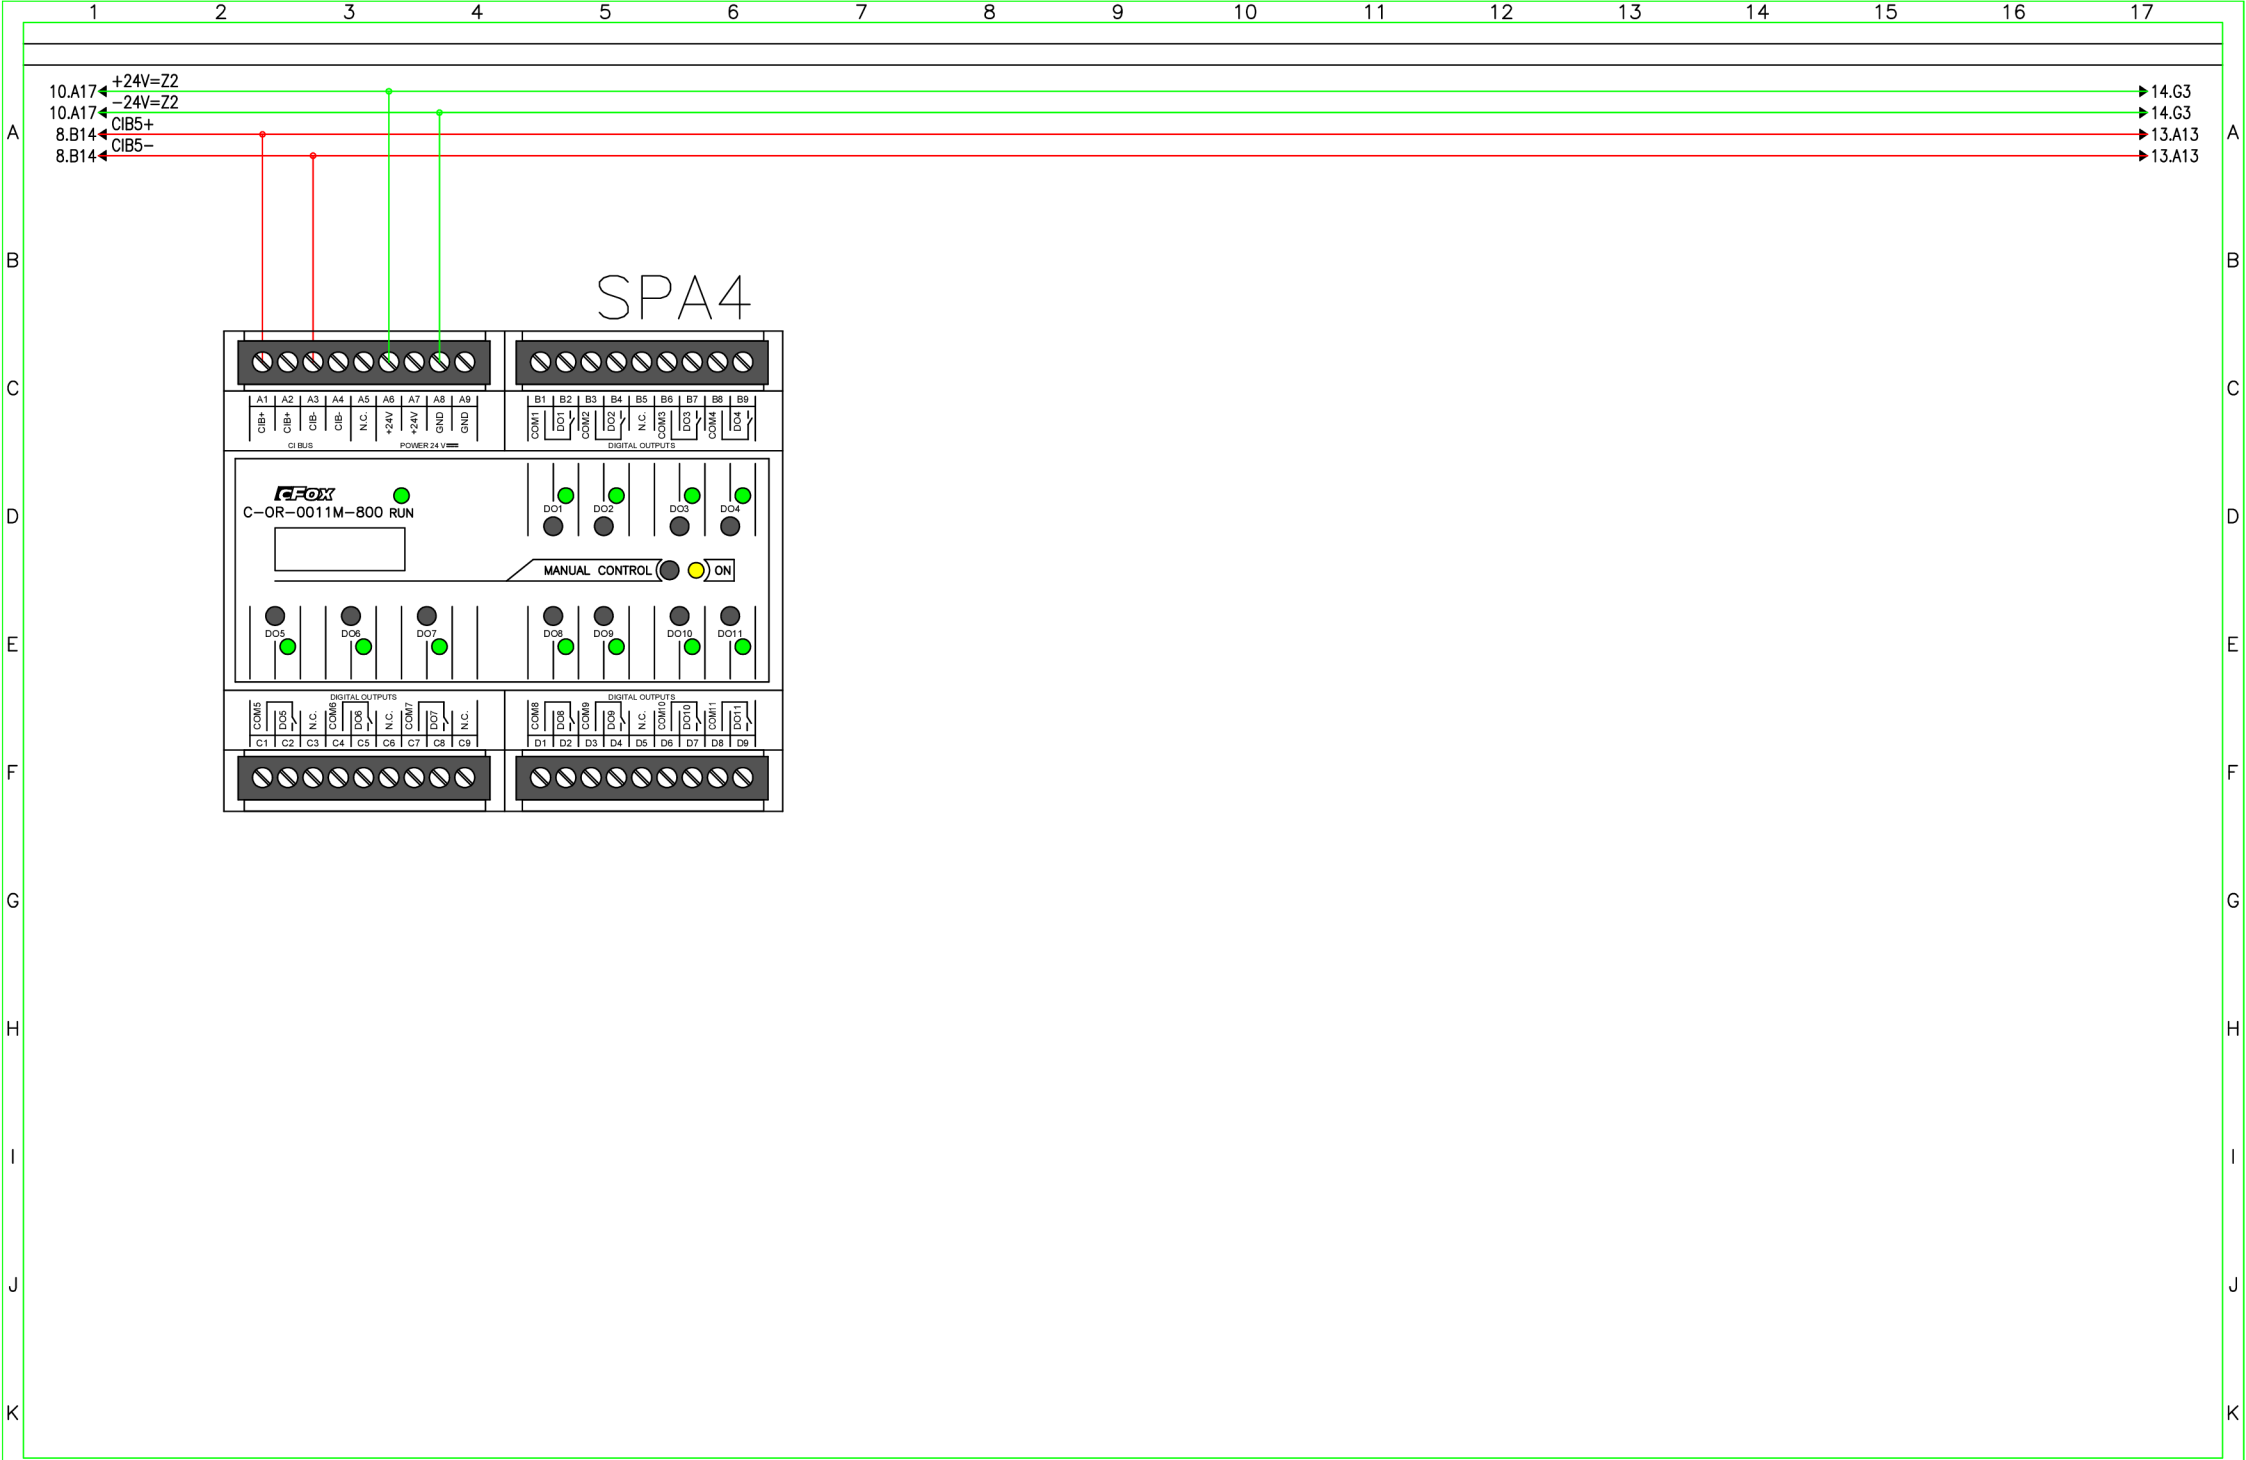 1 2 3 4 5 6 7 8 9 10 11 12 13 14 15 16 17
10.A17 +24V=Z2 14.G3
10.A17 -24V=Z2 14.G3
A 8.B14 CIB5+ 13.A13 A
8.B14 CIB5- 13.A13
B B
SPA4
C C
A1 A2 A3 A4 A5 A6 A7 A8 A9 B1 B2 B3 B4 B5 B6 B7 B8 B9
CIB+ CIB+ CIB- CIB- N.C. +24V +24V GND GND COM1 DO1 COM2 DO2 N.C. COM3 DO3 COM4 DO4
CI BUS POWER 24 V DIGITAL OUTPUTS
CFOX
C-OR-0011M-800 RUN DO1 DO2 DO3 DO4
D D
MANUAL CONTROL ON
DO5 DO6 DO7 DO8 DO9 DO10 DO11
E E
DIGITAL OUTPUTS DIGITAL OUTPUTS
COM5 DO5 N.C. COM6 DO6 N.C. COM7 DO7 N.C. COM8 DO8 COM9 DO9 N.C. COM10 DO10 COM11 DO11
C1 C2 C3 C4 C5 C6 C7 C8 C9 D1 D2 D3 D4 D5 D6 D7 D8 D9
F F
G G
H H
I I
J J
K K